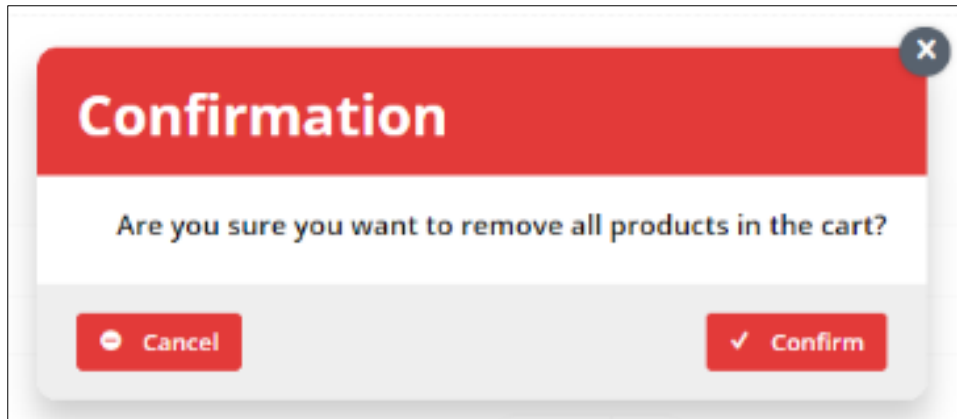 Confirmation
Are you sure you want to remove all products in the cart?
Cancel
Confirm